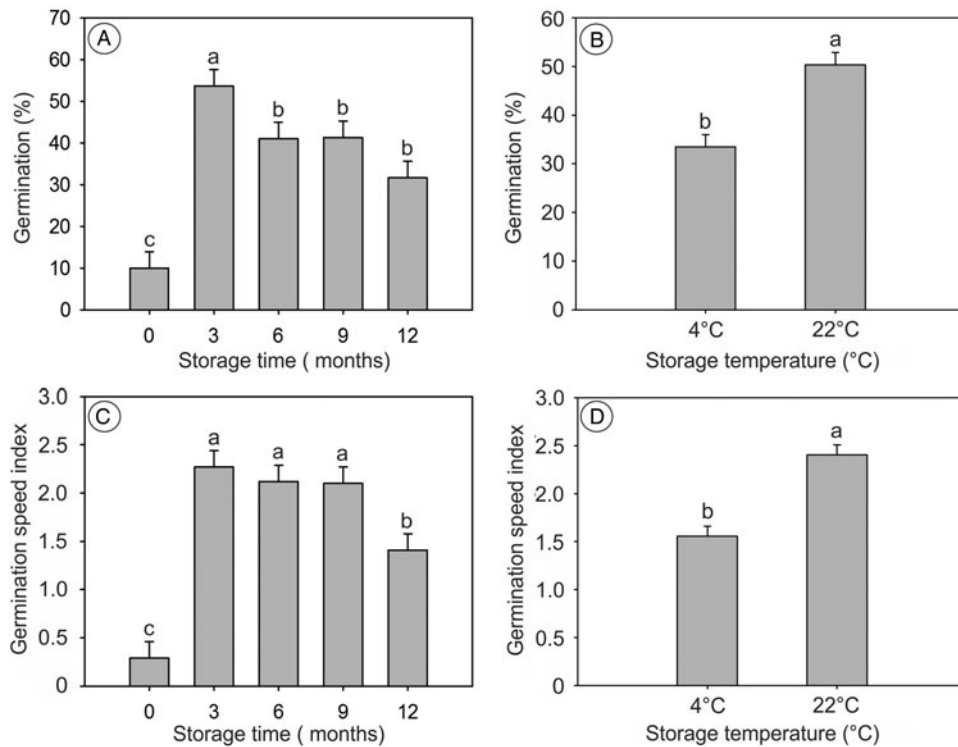 A
Germination (%)
70
60
50
40
30
20
10
0
a
b
b
b
c
0 3 6 9 12
Storage time ( months)
B
Germination (%)
60
50
40
30
20
10
0
b
a
4°C 22°C
Storage temperature (°C)
C
Germination speed index
3.0
2.5
2.0
1.5
1.0
0.5
0
c
a
a
a
b
0 3 6 9 12
Storage time ( months)
D
Germination speed index
3.0
2.5
2.0
1.5
1.0
0.5
0
b
a
4°C 22°C
Storage temperature (°C)